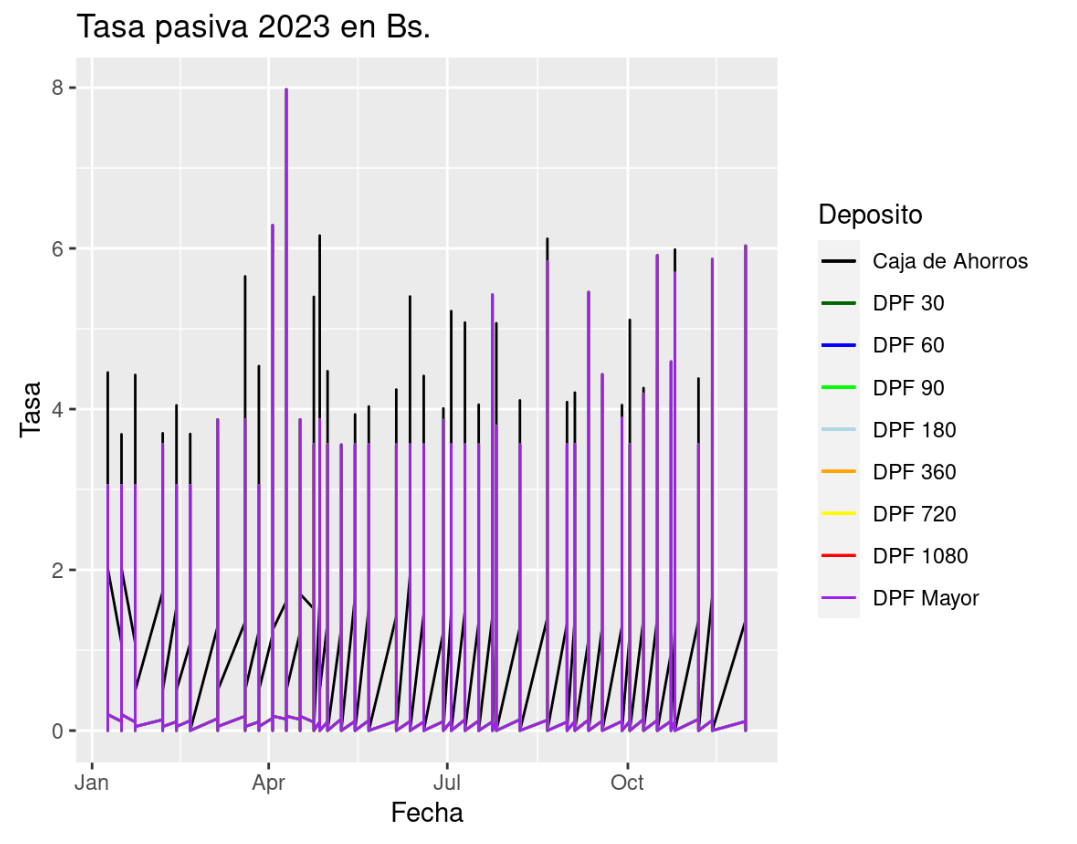 Tasa pasiva 2023 en Bs.
8
6
4
2
0
Tasa
Jan
Apr
Jul
Oct
Fecha
Deposito
Caja de Ahorros
DPF 30
DPF 60
DPF 90
DPF 180
DPF 360
DPF 720
DPF 1080
DPF Mayor